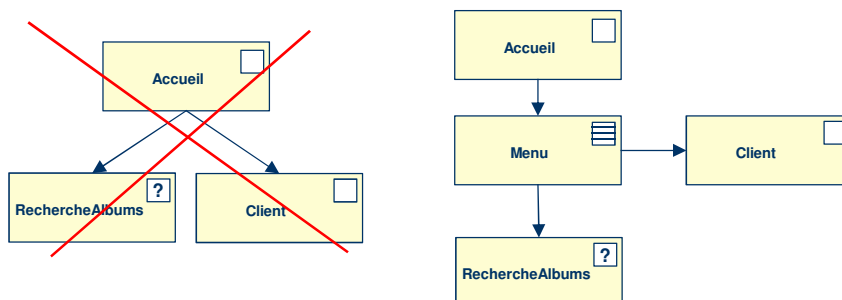 Accueil
?
RechercheAlbums
Client
Accueil
Menu
Client
?
RechercheAlbums